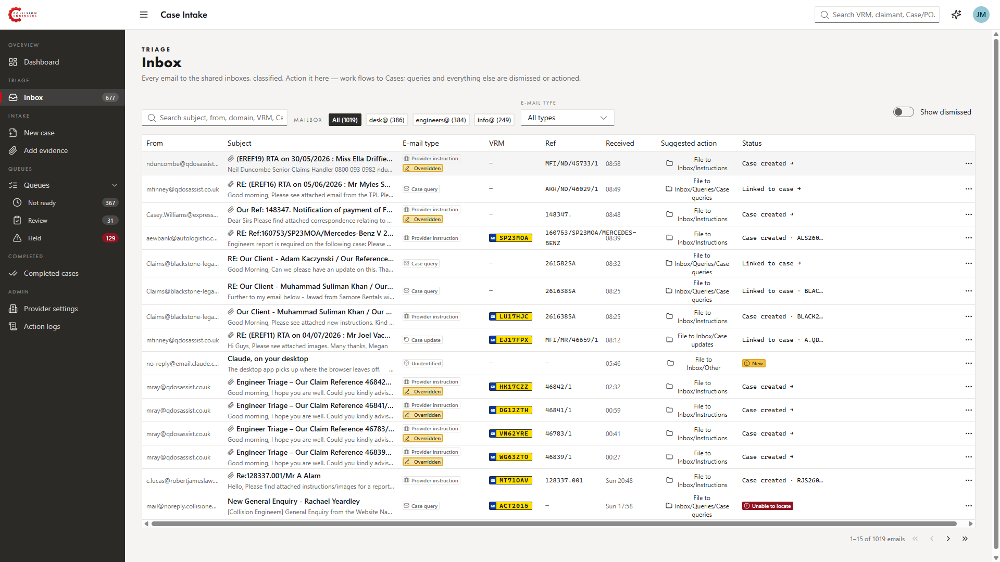 COLLISION
ENGINEERS
Case Intake
Search VRM, claimant, Case/PO.
JM
OVERVIEW
Dashboard
TRIAGE
Inbox 677
INTAKE
New case
Add evidence
QUEUES
Queues
Not ready 367
Review 31
Held 129
COMPLETED
Completed cases
ADMIN
Provider settings
Action logs
TRIAGE
Inbox
Every email to the shared inboxes, classified. Action it here — work flows to Cases; queries and everything else are dismissed or actioned.
Search subject, from, domain, VRM, Ca
MAILBOX
All (1019)
desk@ (386)
engineers@ (384)
info@ (249)
E-MAIL TYPE
All types
Show dismissed
From Subject E-mail type VRM Ref Received Suggested action Status
nduncombe@qdosassist...
(EREF19) RTA on 30/05/2026 : Miss Ella Driffie...
Neil Duncombe Senior Claims Handler 0800 093 0982 ndu...
Provider instruction
Overridden
–
MFI/ND/45733/1
08:58
File to
Inbox/Instructions
Case created →
mfinney@qdosassist.co.uk
RE: (EREF16) RTA on 05/06/2026 : Mr Myles S...
Good morning, Please see attached email from the TPI. Ple...
Case query
–
AKH/ND/46029/1
08:49
File to
Inbox/Queries/Case
queries
Linked to case →
Casey.Williams@express...
Our Ref: 148347. Notification of payment of F...
Dear Sirs Please find attached correspondence relating to ...
Provider instruction
Overridden
–
148347.
08:48
File to
Inbox/Instructions
Case created →
aewbank@autologistic.c...
RE: Ref:160753/SP23MOA/Mercedes-Benz V 2...
Engineers report is required on the following case: Please ...
Provider instruction
GB SP23MOA
160753/SP23MOA/MERCEDES-
BENZ
08:39
File to
Inbox/Instructions
Case created · ALS260…
Claims@blackstone-lega...
RE: Our Client - Adam Kaczynski / Our Reference...
Good Morning, Can we please have an update on this. Tha...
Case query
–
261582SA
08:32
File to
Inbox/Queries/Case
queries
Linked to case →
Claims@blackstone-lega...
RE: Our Client - Muhammad Suliman Khan / Our...
Further to my email below - Jawad from Samore Rentals wi...
Case query
–
261638SA
08:25
File to
Inbox/Queries/Case
queries
Linked to case · BLAC…
Claims@blackstone-lega...
Our Client - Muhammad Suliman Khan / Our ...
Good Morning, Please see attached new instructions. Kind ...
Provider instruction
GB LU17HJC
261638SA
08:25
File to
Inbox/Instructions
Case created · BLACK2…
mfinney@qdosassist.co.uk
RE: (EREF11) RTA on 04/07/2026 : Mr Joel Vac...
Hi Guys, Please see attached images. Many thanks, Megan
Case update
GB EJ17FPX
MFI/MR/46659/1
08:12
File to Inbox/Case
updates
Linked to case · A.QD…
no-reply@email.claude.c...
Claude, on your desktop
The desktop app picks up where the browser leaves off. ...
Unidentified
–
–
05:46
File to
Inbox/Other
New
mray@qdosassist.co.uk
Engineer Triage – Our Claim Reference 46842...
Good morning, I hope you are well. Could you kindly advis...
Provider instruction
Overridden
GB HK17CZZ
46842/1
02:32
File to
Inbox/Instructions
Case created →
mray@qdosassist.co.uk
Engineer Triage – Our Claim Reference 46841/...
Good morning, I hope you are well. Could you kindly advis...
Provider instruction
Overridden
GB DG12ZTH
46841/1
00:59
File to
Inbox/Instructions
Case created →
mray@qdosassist.co.uk
Engineer Triage – Our Claim Reference 46783/...
Good morning, I hope you are well. Could you kindly advis...
Provider instruction
Overridden
GB VN62YRE
46783/1
00:41
File to
Inbox/Instructions
Case created →
mray@qdosassist.co.uk
Engineer Triage – Our Claim Reference 46839...
Good morning, I hope you are well. Could you kindly advis...
Provider instruction
Overridden
GB WG63ZTO
46839/1
00:27
File to
Inbox/Instructions
Case created →
c.lucas@robertjameslaw....
Re:128337.001/Mr A Alam
Hello, Please find attached instructions/images for a report...
Provider instruction
GB MT71OAV
128337.001
Sun 20:48
File to
Inbox/Instructions
Case created · RJS260…
mail@noreply.collisione...
New General Enquiry - Rachael Yeardley
[Collision Engineers] General Enquiry from the Website Na...
Case query
GB ACT2015
–
Sun 17:58
File to
Inbox/Queries/Case
queries
Unable to locate
1–15 of 1019 emails